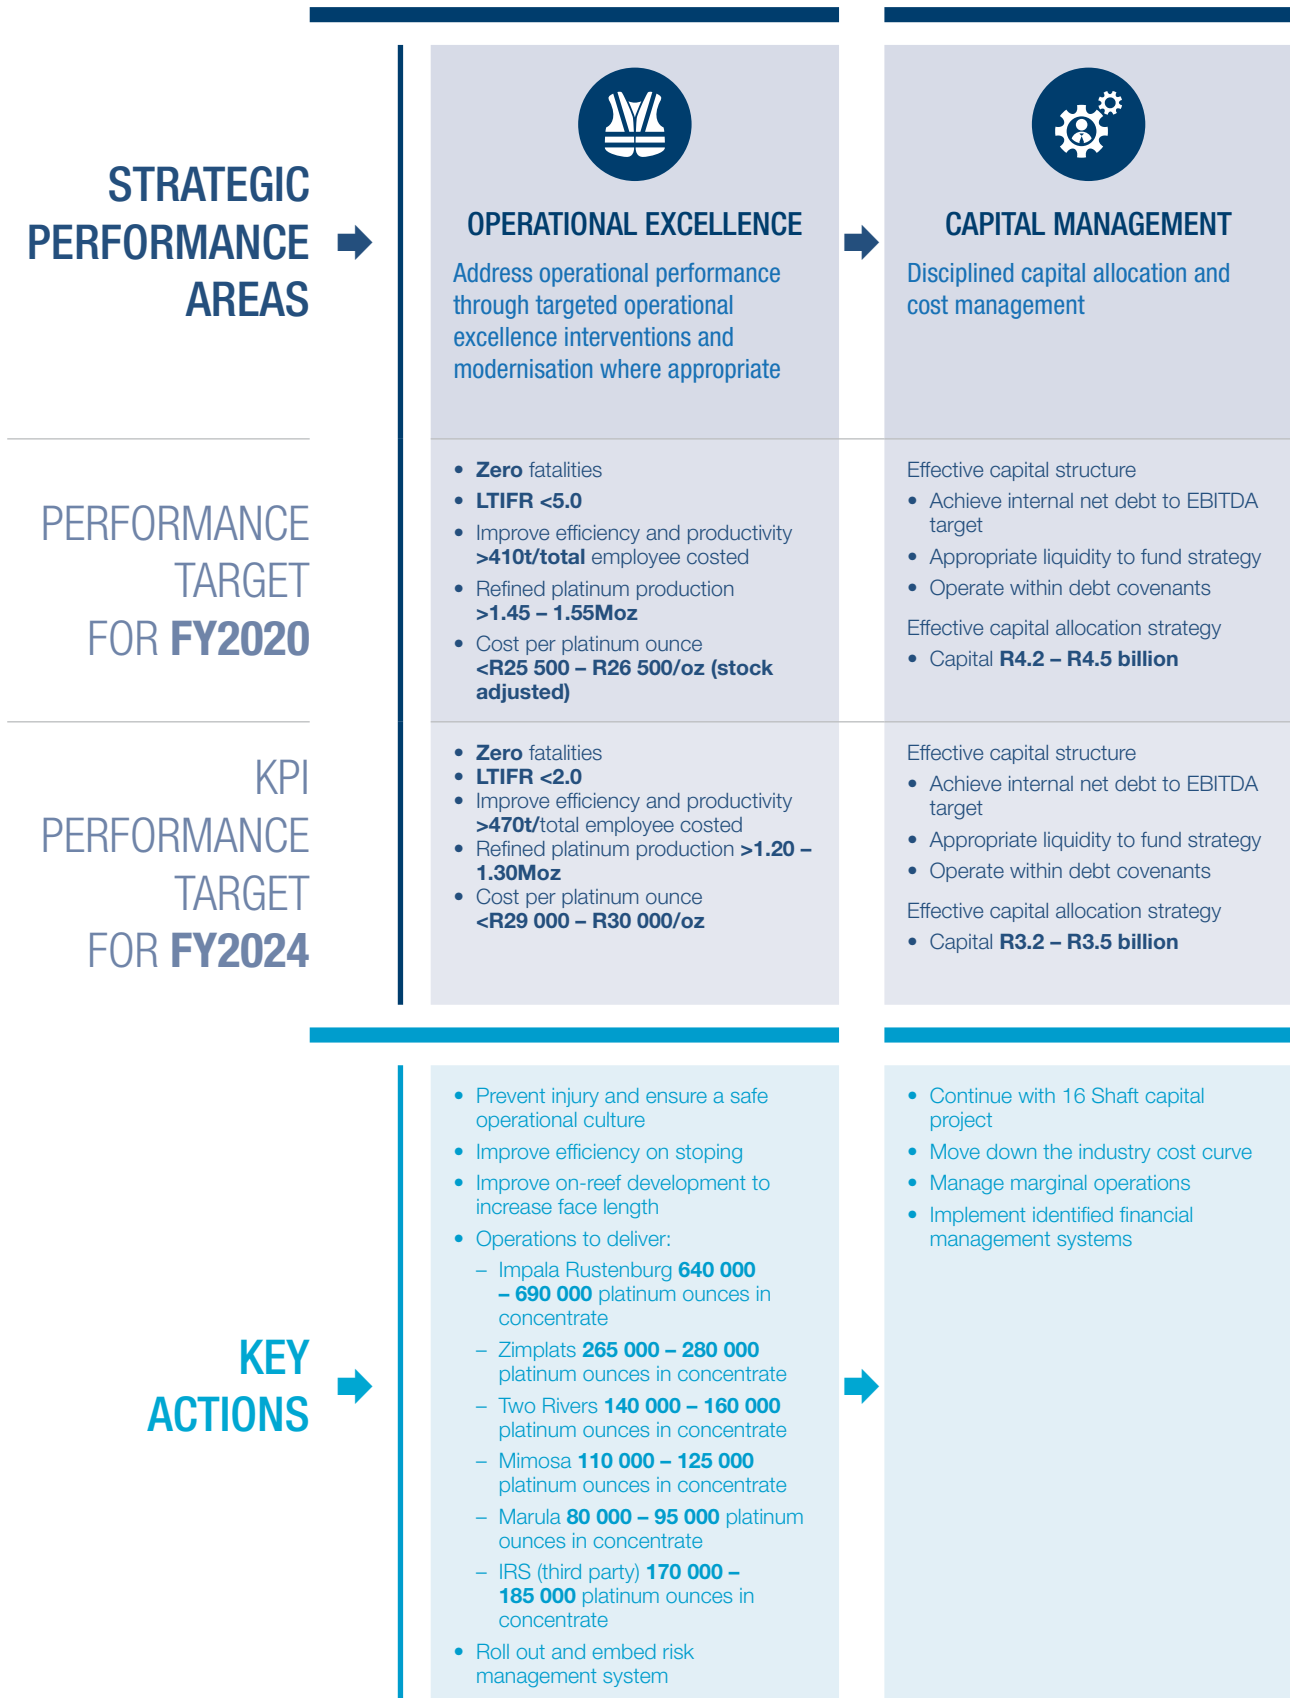 STRATEGIC
PERFORMANCE
AREAS
OPERATIONAL EXCELLENCE
Address operational performance
through targeted operational
excellence interventions and
modernisation where appropriate
CAPITAL MANAGEMENT
Disciplined capital allocation and
cost management
PERFORMANCE
TARGET
FOR FY2020
• Zero fatalities
• LTIFR <5.0
• Improve efficiency and productivity
>410t/total employee costed
• Refined platinum production
>1.45 – 1.55Moz
• Cost per platinum ounce
<R25 500 – R26 500/oz (stock
adjusted)
Effective capital structure
• Achieve internal net debt to EBITDA
target
• Appropriate liquidity to fund strategy
• Operate within debt covenants
Effective capital allocation strategy
• Capital R4.2 – R4.5 billion
KPI
PERFORMANCE
TARGET
FOR FY2024
• Zero fatalities
• LTIFR <2.0
• Improve efficiency and productivity
>470t/total employee costed
• Refined platinum production >1.20 –
1.30Moz
• Cost per platinum ounce
<R29 000 – R30 000/oz
Effective capital structure
• Achieve internal net debt to EBITDA
target
• Appropriate liquidity to fund strategy
• Operate within debt covenants
Effective capital allocation strategy
• Capital R3.2 – R3.5 billion
KEY
ACTIONS
• Prevent injury and ensure a safe
operational culture
• Improve efficiency on stoping
• Improve on-reef development to
increase face length
• Operations to deliver:
– Impala Rustenburg 640 000
– 690 000 platinum ounces in
concentrate
– Zimplats 265 000 – 280 000
platinum ounces in concentrate
– Two Rivers 140 000 – 160 000
platinum ounces in concentrate
– Mimosa 110 000 – 125 000
platinum ounces in concentrate
– Marula 80 000 – 95 000 platinum
ounces in concentrate
– IRS (third party) 170 000 –
185 000 platinum ounces in
concentrate
• Roll out and embed risk
management system
• Continue with 16 Shaft capital
project
• Move down the industry cost curve
• Manage marginal operations
• Implement identified financial
management systems